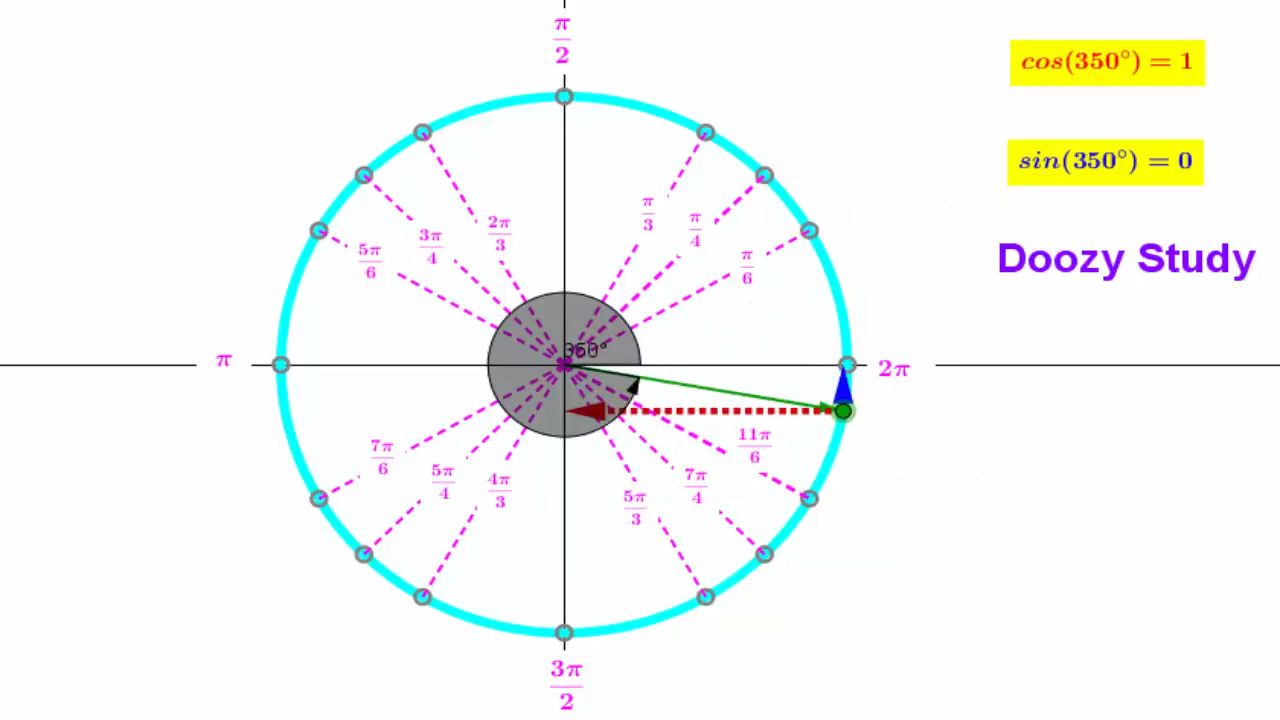 π/2
cos(350°) = 1
sin(350°) = 0
Doozy Study
2π/3
π/3
3π/4
π/4
5π/6
π/6
350°
π
2π
7π/6
11π/6
5π/4
7π/4
4π/3
5π/3
3π/2